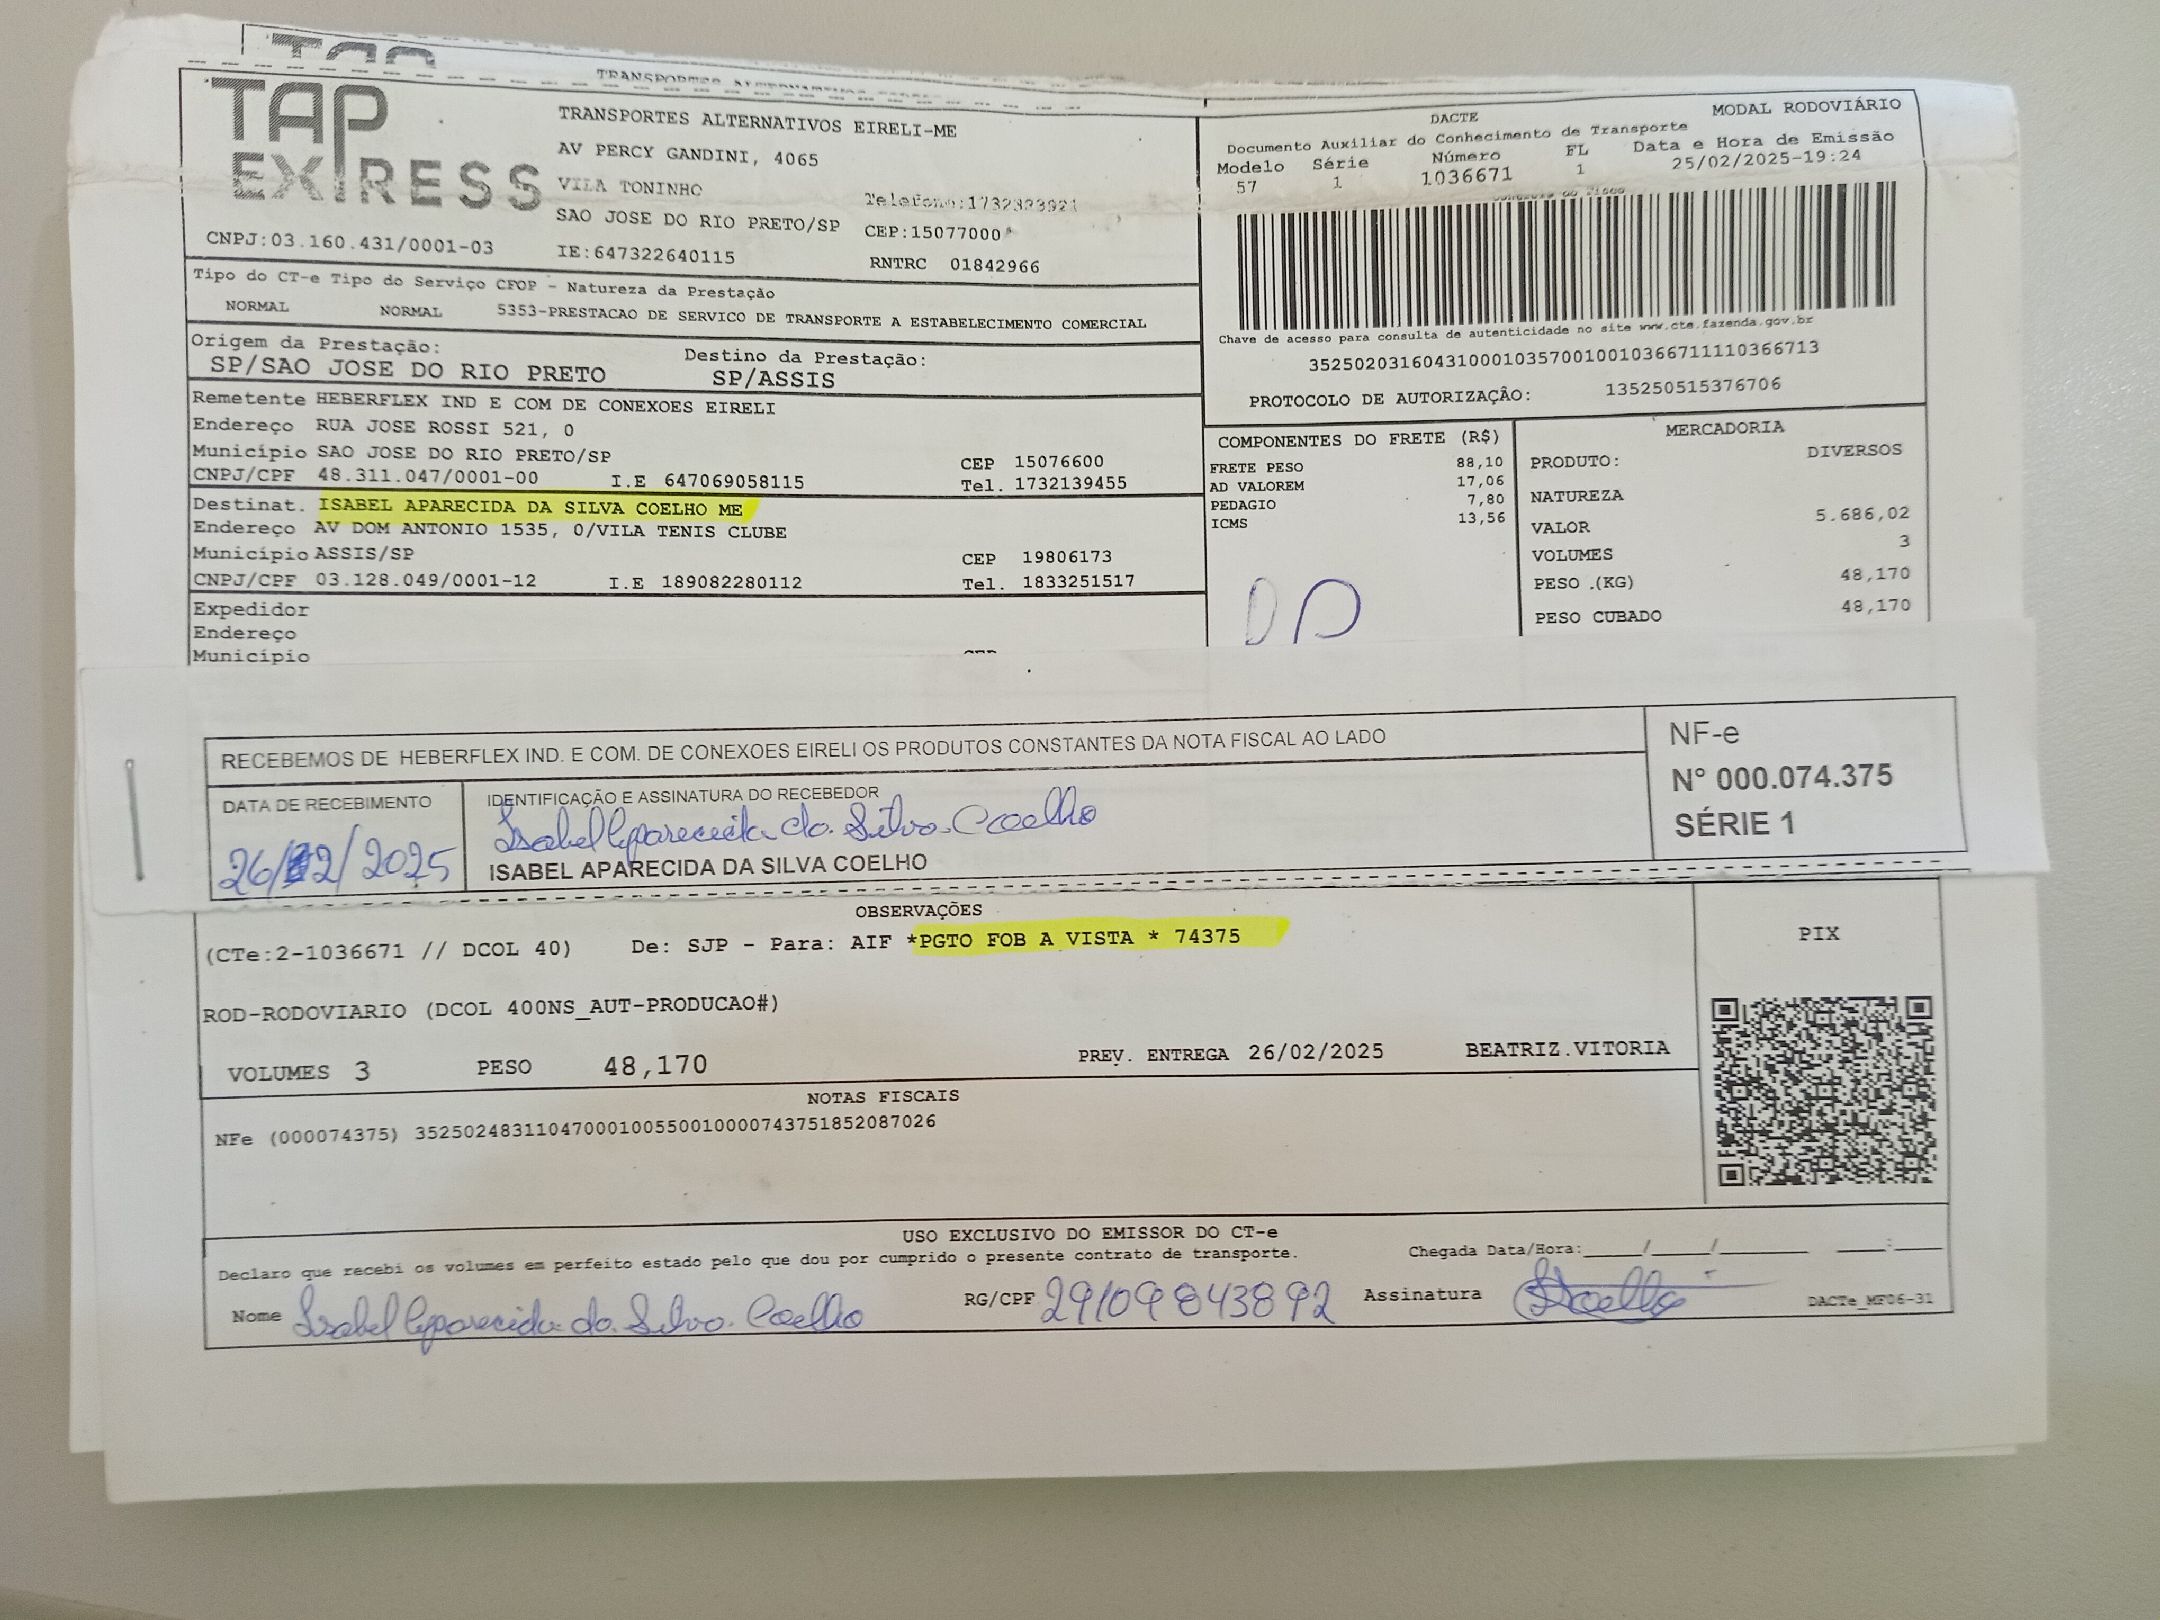 TAP
TRANSPORTES ALTERNATIVOS EIRELI-ME
TAP EXPRESS
TRANSPORTES ALTERNATIVOS EIRELI-ME
AV PERCY GANDINI, 4065
VILA TONINHO
SAO JOSE DO RIO PRETO/SP
CEP:15077000
CNPJ:03.160.431/0001-03
IE:647322640115
RNTRC 01842966
DACTE
MODAL RODOVIÁRIO
Documento Auxiliar do Conhecimento de Transporte
Modelo Série Número FL Data e Hora de Emissão
57 1 1036671 1 25/02/2025-19:24
Tipo do CT-e Tipo do Serviço CFOP - Natureza da Prestação
NORMAL NORMAL 5353-PRESTACAO DE SERVICO DE TRANSPORTE A ESTABELECIMENTO COMERCIAL
Chave de acesso para consulta de autenticidade no site www.cte.fazenda.gov.br
35250203160431000103570010010366711110366713
PROTOCOLO DE AUTORIZAÇÃO: 135250515376706
Origem da Prestação: Destino da Prestação:
SP/SAO JOSE DO RIO PRETO SP/ASSIS
Remetente HEBERFLEX IND E COM DE CONEXOES EIRELI
Endereço RUA JOSE ROSSI 521, 0
Município SAO JOSE DO RIO PRETO/SP CEP 15076600
CNPJ/CPF 48.311.047/0001-00 I.E 647069058115 Tel. 1732139455
Destinat. ISABEL APARECIDA DA SILVA COELHO ME
Endereço AV DOM ANTONIO 1535, 0/VILA TENIS CLUBE
Município ASSIS/SP CEP 19806173
CNPJ/CPF 03.128.049/0001-12 I.E 189082280112 Tel. 1833251517
Expedidor
Endereço
Município
COMPONENTES DO FRETE (R$)
FRETE PESO 88,10
AD VALOREM 17,06
PEDAGIO 7,80
ICMS 13,56
MERCADORIA
PRODUTO: DIVERSOS
NATUREZA
VALOR 5.686,02
VOLUMES 3
PESO .(KG) 48,170
PESO CUBADO 48,170
RECEBEMOS DE HEBERFLEX IND. E COM. DE CONEXOES EIRELI OS PRODUTOS CONSTANTES DA NOTA FISCAL AO LADO
NF-e
N° 000.074.375
SÉRIE 1
DATA DE RECEBIMENTO
26/2/2025
IDENTIFICAÇÃO E ASSINATURA DO RECEBEDOR
Isabel Aparecida da Silva Coelho
ISABEL APARECIDA DA SILVA COELHO
OBSERVAÇÕES
(CTe:2-1036671 // DCOL 40) De: SJP - Para: AIF *PGTO FOB A VISTA * 74375
PIX
ROD-RODOVIARIO (DCOL 400NS_AUT-PRODUCAO#)
VOLUMES 3 PESO 48,170 PREV. ENTREGA 26/02/2025 BEATRIZ.VITORIA
NOTAS FISCAIS
NFe (000074375) 35250248311047000100550010000743751852087026
USO EXCLUSIVO DO EMISSOR DO CT-e
Declaro que recebi os volumes em perfeito estado pelo que dou por cumprido o presente contrato de transporte. Chegada Data/Hora:_____/_____/________ ____:____
Nome Isabel Aparecida da Silva Coelho RG/CPF 29109843892 Assinatura
DACTe_MF06-31